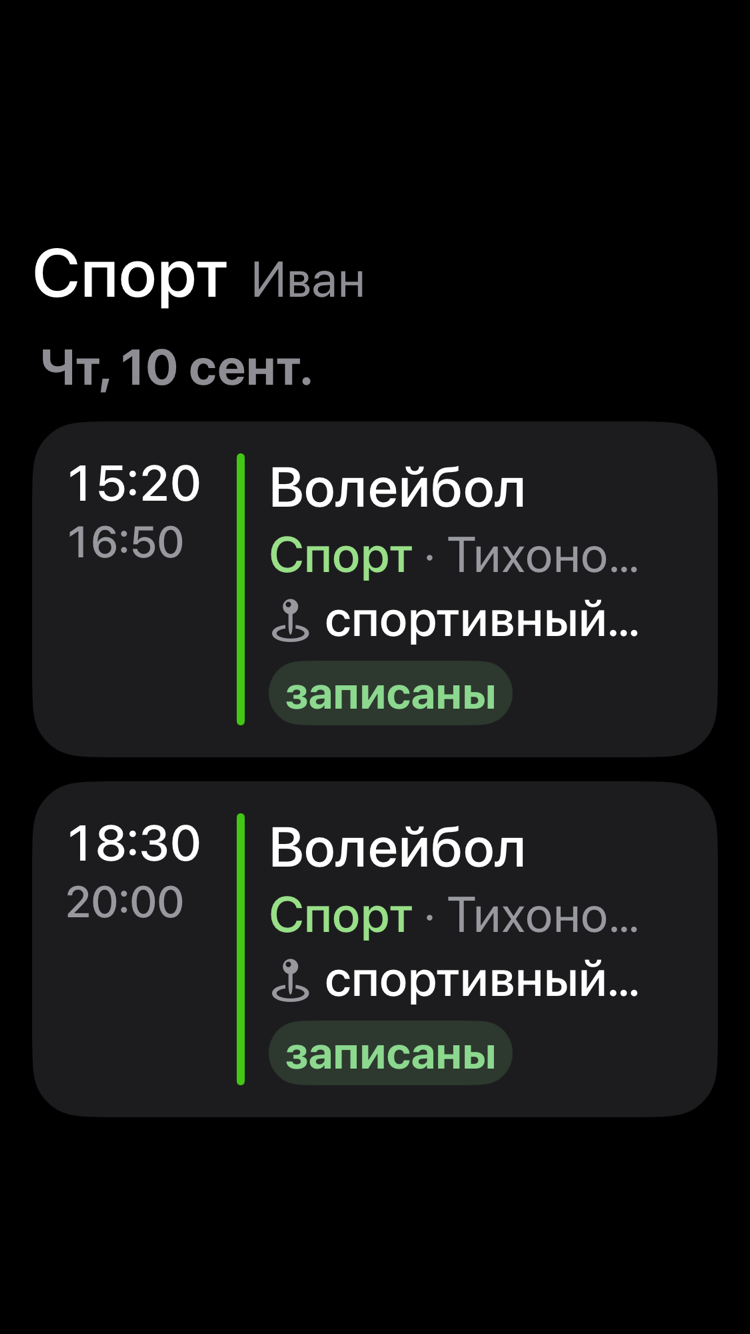 Спорт Иван
Чт, 10 сент.
15:20
16:50
Волейбол
Спорт · Тихоно...
спортивный...
записаны
18:30
20:00
Волейбол
Спорт · Тихоно...
спортивный...
записаны